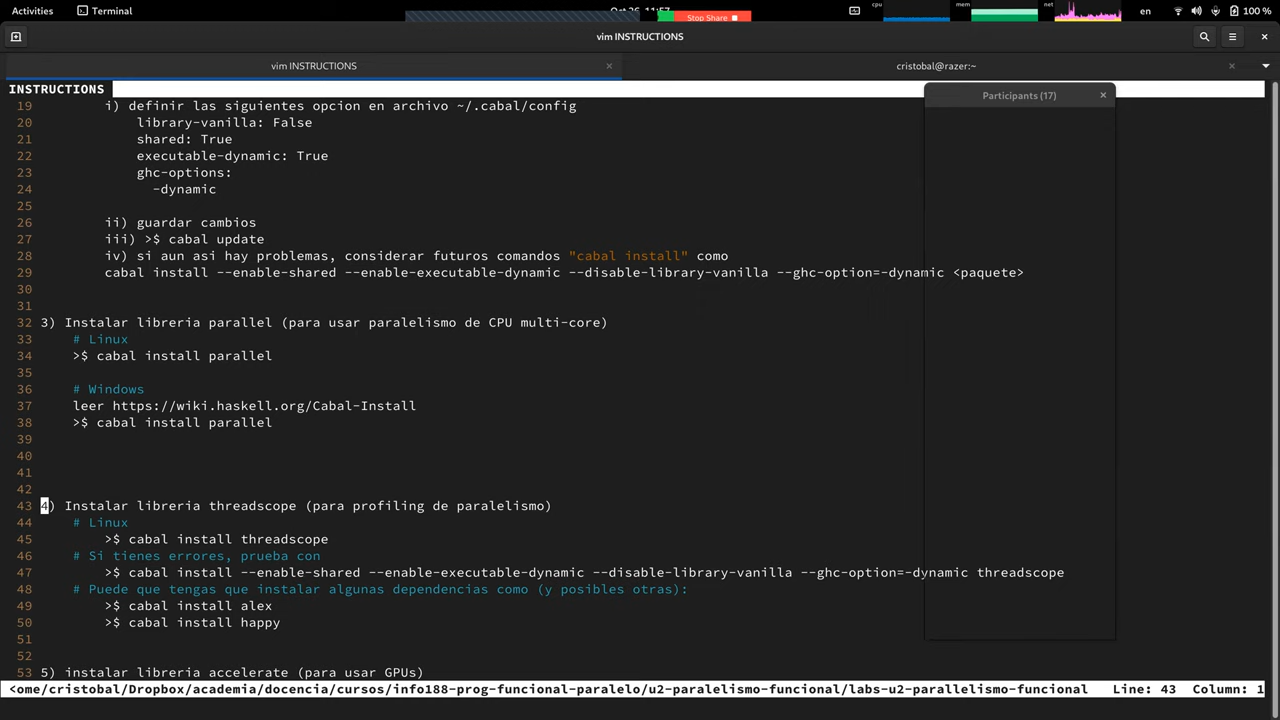 Activities Terminal Oct 26 11:57 cpu mem net en 100 %
Stop Share
vim INSTRUCTIONS
vim INSTRUCTIONS × cristobal@razer:~ ×
INSTRUCTIONS
Participants (17) ×
19 i) definir las siguientes opcion en archivo ~/.cabal/config
20 library-vanilla: False
21 shared: True
22 executable-dynamic: True
23 ghc-options:
24 -dynamic
25
26 ii) guardar cambios
27 iii) >$ cabal update
28 iv) si aun asi hay problemas, considerar futuros comandos "cabal install" como
29 cabal install --enable-shared --enable-executable-dynamic --disable-library-vanilla --ghc-option=-dynamic <paquete>
30
31
32 3) Instalar libreria parallel (para usar paralelismo de CPU multi-core)
33 # Linux
34 >$ cabal install parallel
35
36 # Windows
37 leer https://wiki.haskell.org/Cabal-Install
38 >$ cabal install parallel
39
40
41
42
43 4) Instalar libreria threadscope (para profiling de paralelismo)
44 # Linux
45 >$ cabal install threadscope
46 # Si tienes errores, prueba con
47 >$ cabal install --enable-shared --enable-executable-dynamic --disable-library-vanilla --ghc-option=-dynamic threadscope
48 # Puede que tengas que instalar algunas dependencias como (y posibles otras):
49 >$ cabal install alex
50 >$ cabal install happy
51
52
53 5) instalar libreria accelerate (para usar GPUs)
<ome/cristobal/Dropbox/academia/docencia/cursos/info188-prog-funcional-paralelo/u2-paralelismo-funcional/labs-u2-parallelismo-funcional Line: 43 Column: 1